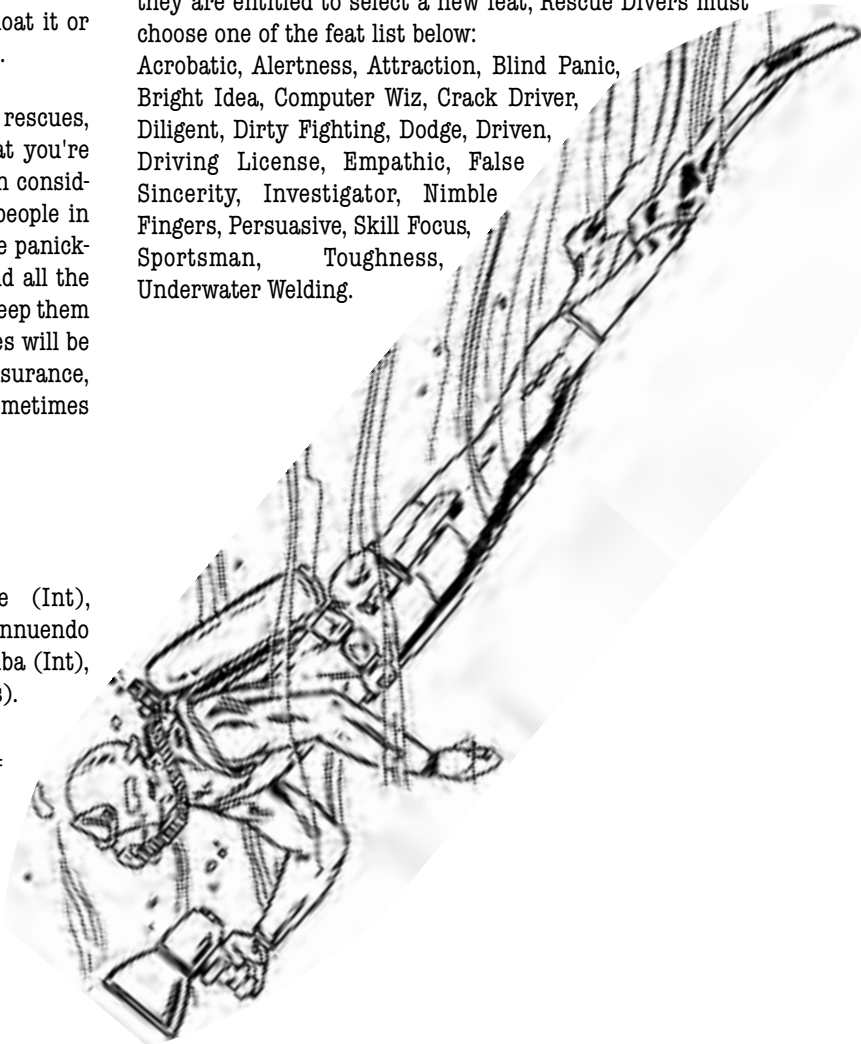 oat it or
.
rescues,
at you're
n consid-
people in
e panick-
d all the
eep them
es will be
surance,
metimes
e (Int),
nnuendo
ba (Int),
s).
:
they are entitled to select a new feat, Rescue Divers must
choose one of the feat list below:
Acrobatic, Alertness, Attraction, Blind Panic,
Bright Idea, Computer Wiz, Crack Driver,
Diligent, Dirty Fighting, Dodge, Driven,
Driving License, Empathic, False
Sincerity, Investigator, Nimble
Fingers, Persuasive, Skill Focus,
Sportsman, Toughness,
Underwater Welding.